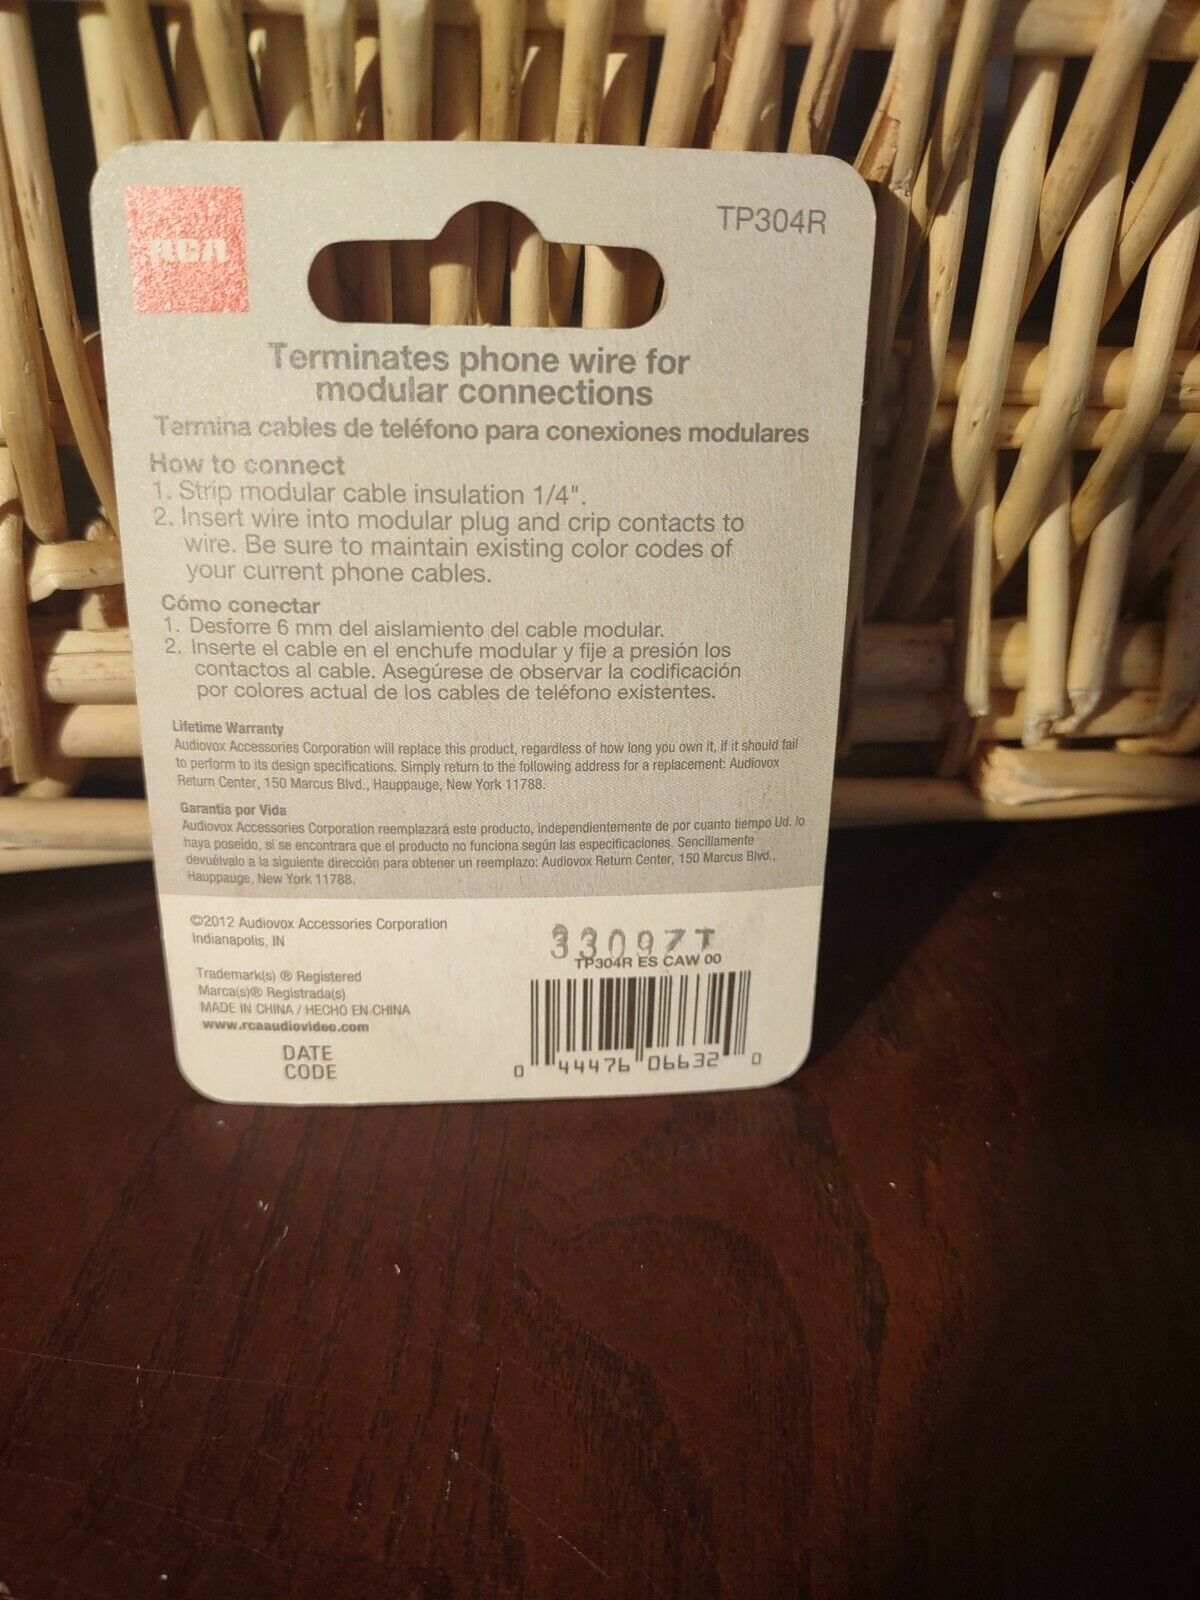 RCA
TP304R
Terminates phone wire for
modular connections
Termina cables de teléfono para conexiones modulares
How to connect
1. Strip modular cable insulation 1/4".
2. Insert wire into modular plug and crip contacts to
wire. Be sure to maintain existing color codes of
your current phone cables.
Cómo conectar
1. Desforre 6 mm del aislamiento del cable modular.
2. Inserte el cable en el enchufe modular y fije a presión los
contactos al cable. Asegúrese de observar la codificación
por colores actual de los cables de teléfono existentes.
Lifetime Warranty
Audiovox Accessories Corporation will replace this product, regardless of how long you own it, if it should fail
to perform to its design specifications. Simply return to the following address for a replacement: Audiovox
Return Center, 150 Marcus Blvd., Hauppauge, New York 11788.
Garantía por Vida
Audiovox Accessories Corporation reemplazará este producto, independientemente de por cuanto tiempo Ud. lo
haya poseído, si se encontrara que el producto no funciona según las especificaciones. Sencillamente
devuélvalo a la siguiente dirección para obtener un reemplazo: Audiovox Return Center, 150 Marcus Blvd.,
Hauppauge, New York 11788.
©2012 Audiovox Accessories Corporation
Indianapolis, IN
Trademark(s) ® Registered
Marca(s)® Registrada(s)
MADE IN CHINA / HECHO EN CHINA
www.rcaaudiovideo.com
DATE
CODE
33097T
TP304R ES CAW 00
0 44476 06632 0